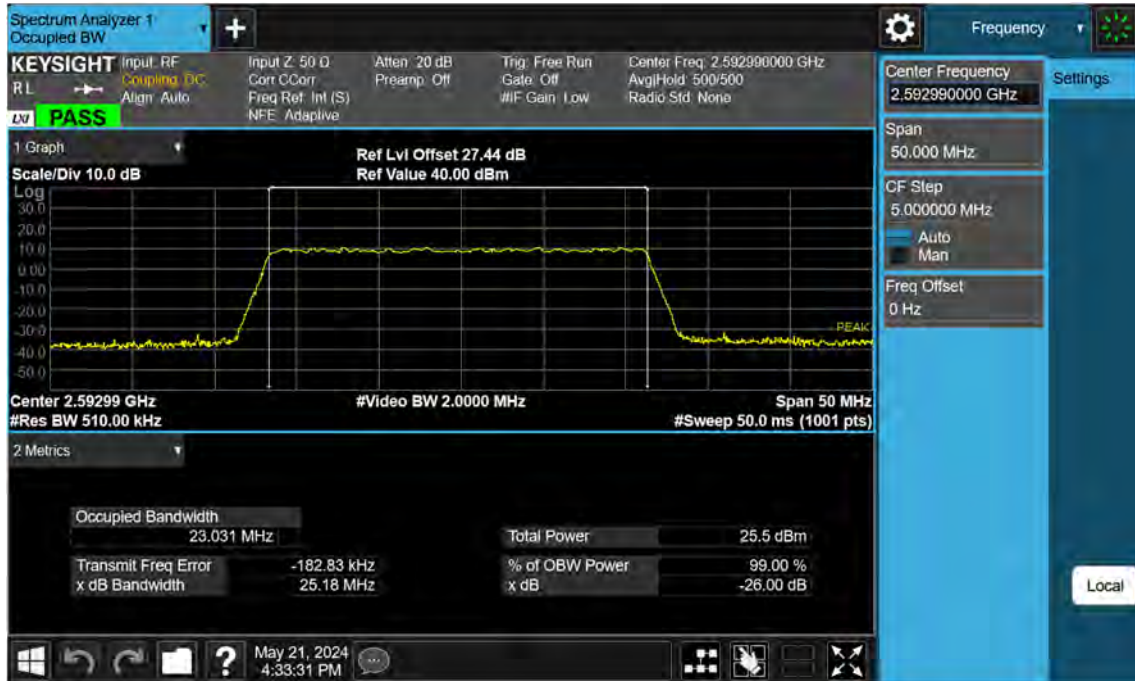 Spectrum Analyzer 1
Occupied BW
KEYSIGHT
R L
LXI
PASS
Input: RF
Coupling: DC
Align: Auto
Input Z: 50 Ω
Corr CCorr
Freq Ref: Int (S)
NFE: Adaptive
Atten: 20 dB
Preamp: Off
Trig: Free Run
Gate: Off
#IF Gain: Low
Center Freq: 2.592990000 GHz
Avg|Hold: 500/500
Radio Std: None
1 Graph
Scale/Div 10.0 dB
Ref Lvl Offset 27.44 dB
Ref Value 40.00 dBm
Log
30.0
20.0
10.0
0.00
-10.0
-20.0
-30.0
-40.0
-50.0
PEAK
Center 2.59299 GHz
#Video BW 2.0000 MHz
Span 50 MHz
#Res BW 510.00 kHz
#Sweep 50.0 ms (1001 pts)
2 Metrics
Occupied Bandwidth
23.031 MHz
Total Power 25.5 dBm
Transmit Freq Error -182.83 kHz
% of OBW Power 99.00 %
x dB Bandwidth 25.18 MHz
x dB -26.00 dB
May 21, 2024
4:33:31 PM
Frequency
Center Frequency
2.592990000 GHz
Settings
Span
50.000 MHz
CF Step
5.000000 MHz
Auto
Man
Freq Offset
0 Hz
Local